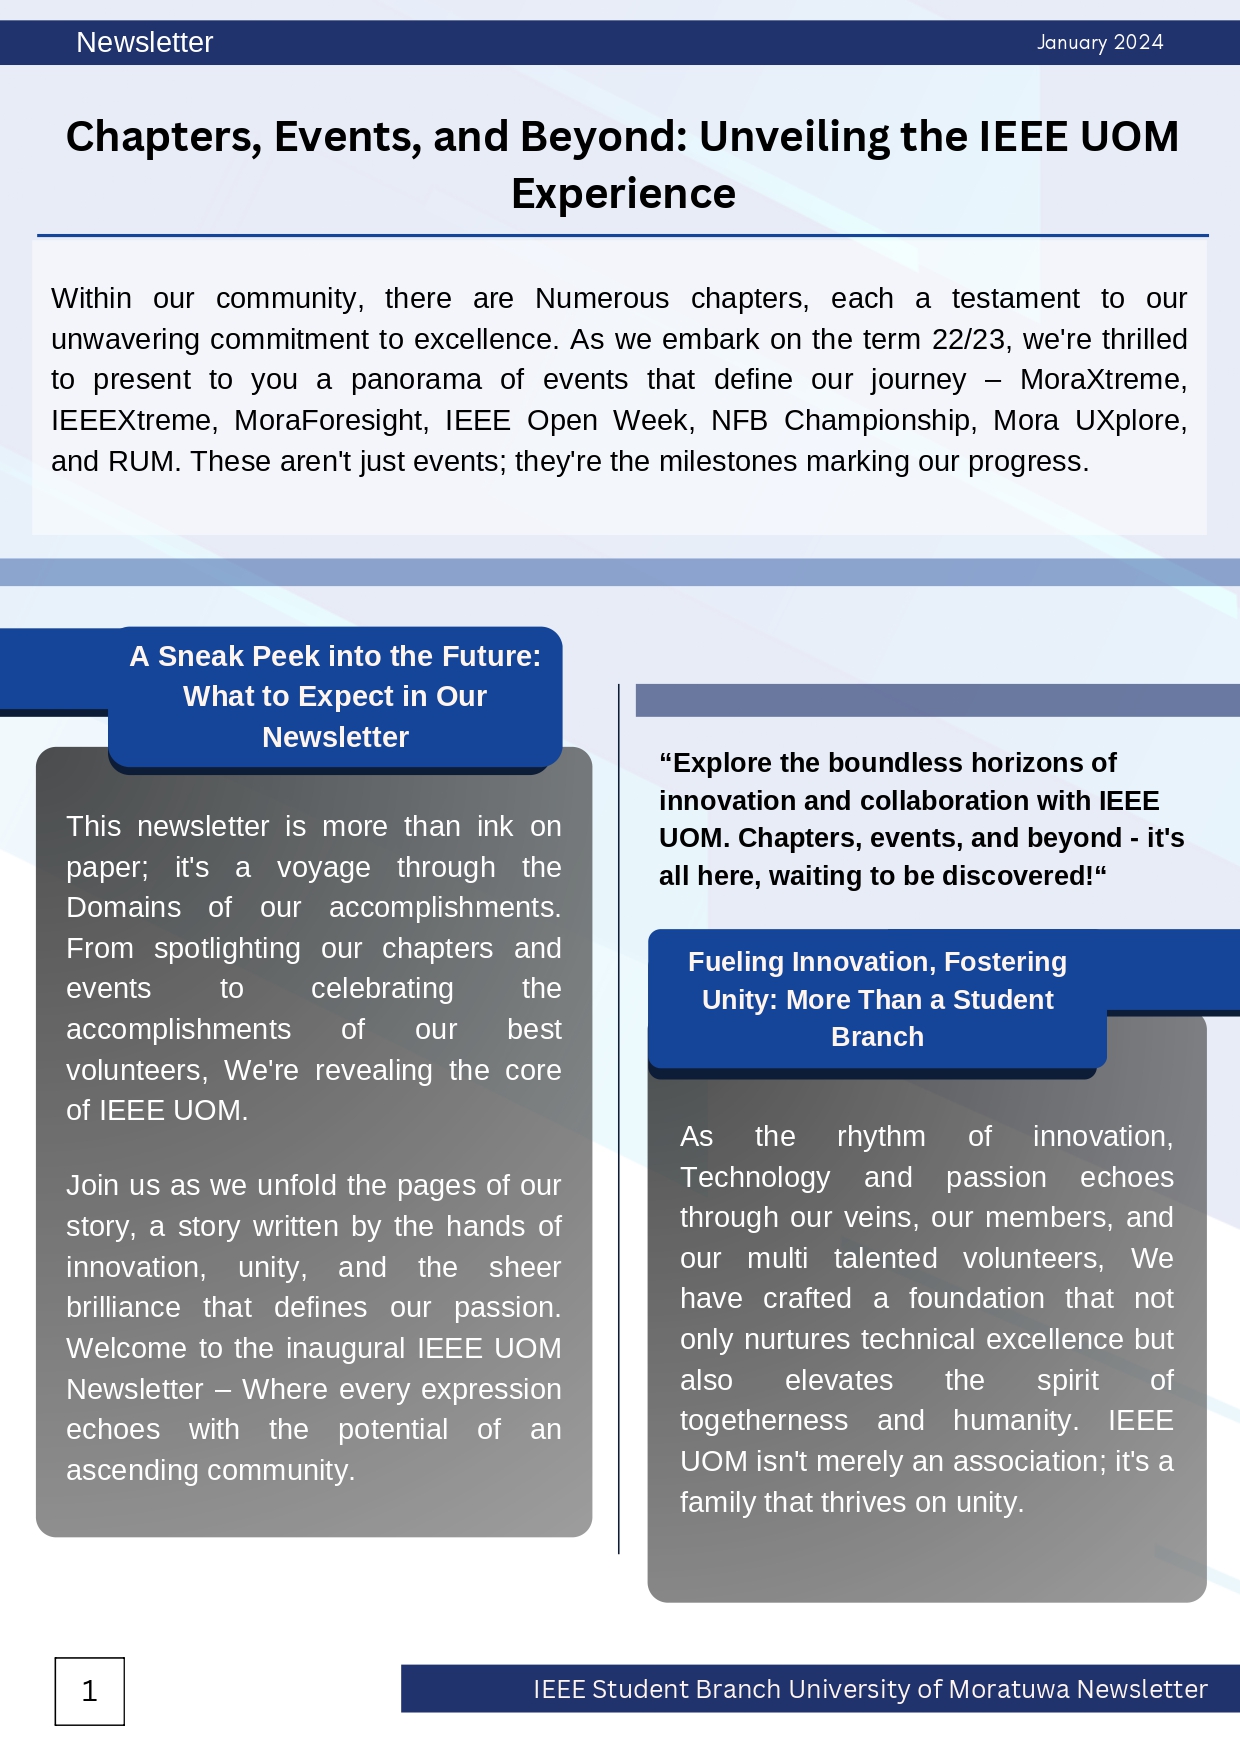 Newsletter
January 2024
Chapters, Events, and Beyond: Unveiling the IEEE UOM
Experience
Within our community, there are Numerous chapters, each a testament to our
unwavering commitment to excellence. As we embark on the term 22/23, we're thrilled
to present to you a panorama of events that define our journey – MoraXtreme,
IEEEXtreme, MoraForesight, IEEE Open Week, NFB Championship, Mora UXplore,
and RUM. These aren't just events; they're the milestones marking our progress.
A Sneak Peek into the Future:
What to Expect in Our
Newsletter
This newsletter is more than ink on
paper; it's a voyage through the
Domains of our accomplishments.
From spotlighting our chapters and
events to celebrating the
accomplishments of our best
volunteers, We're revealing the core
of IEEE UOM.
Join us as we unfold the pages of our
story, a story written by the hands of
innovation, unity, and the sheer
brilliance that defines our passion.
Welcome to the inaugural IEEE UOM
Newsletter – Where every expression
echoes with the potential of an
ascending community.
“Explore the boundless horizons of
innovation and collaboration with IEEE
UOM. Chapters, events, and beyond - it's
all here, waiting to be discovered!“
Fueling Innovation, Fostering
Unity: More Than a Student
Branch
As the rhythm of innovation,
Technology and passion echoes
through our veins, our members, and
our multi talented volunteers, We
have crafted a foundation that not
only nurtures technical excellence but
also elevates the spirit of
togetherness and humanity. IEEE
UOM isn't merely an association; it's a
family that thrives on unity.
1
IEEE Student Branch University of Moratuwa Newsletter